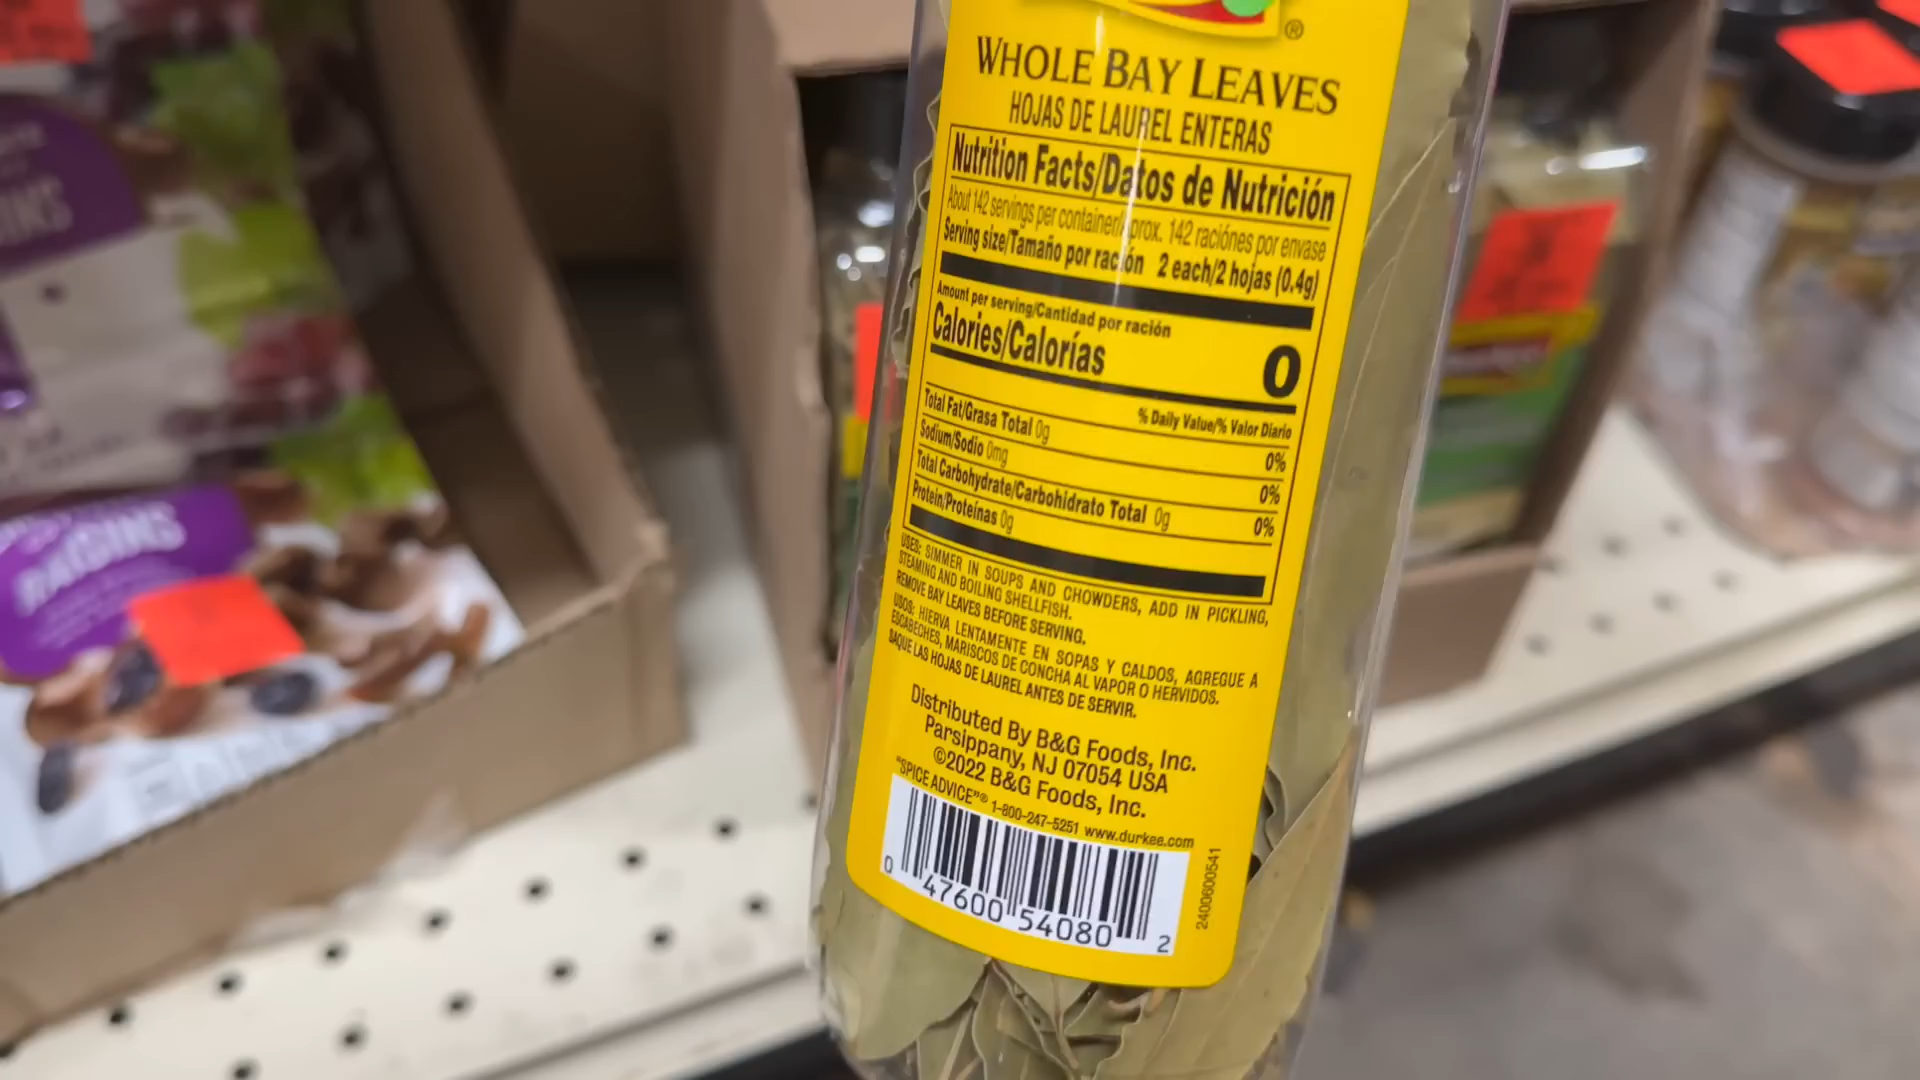 ®
WHOLE BAY LEAVES
HOJAS DE LAUREL ENTERAS
Nutrition Facts/Datos de Nutrición
About 142 servings per container/Aprox. 142 raciónes por envase
Serving size/Tamaño por ración 2 each/2 hojas (0.4g)
Amount per serving/Cantidad por ración
Calories/Calorías 0
% Daily Value/% Valor Diario
Total Fat/Grasa Total 0g 0%
Sodium/Sodio 0mg 0%
Total Carbohydrate/Carbohidrato Total 0g 0%
Protein/Proteínas 0g
USES: SIMMER IN SOUPS AND CHOWDERS, ADD IN PICKLING,
STEAMING AND BOILING SHELLFISH.
REMOVE BAY LEAVES BEFORE SERVING.
USOS: HIERVA LENTAMENTE EN SOPAS Y CALDOS, AGREGUE A
ESCABECHES, MARISCOS DE CONCHA AL VAPOR O HERVIDOS.
SAQUE LAS HOJAS DE LAUREL ANTES DE SERVIR.
Distributed By B&G Foods, Inc.
Parsippany, NJ 07054 USA
©2022 B&G Foods, Inc.
"SPICE ADVICE"® 1-800-247-5251 www.durkee.com
0 47600 54080 2
2400600541
RAISINS